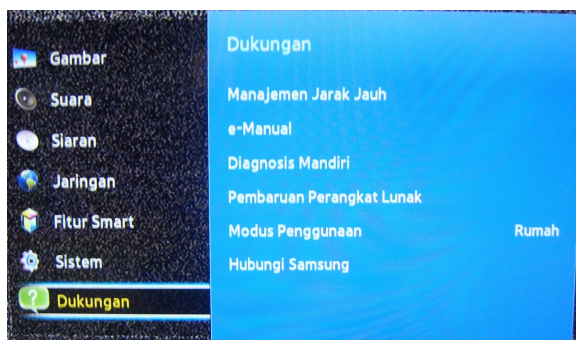 Gambar
Suara
Siaran
Jaringan
Fitur Smart
Sistem
Dukungan
Dukungan
Manajemen Jarak Jauh
e-Manual
Diagnosis Mandiri
Pembaruan Perangkat Lunak
Modus Penggunaan Rumah
Hubungi Samsung